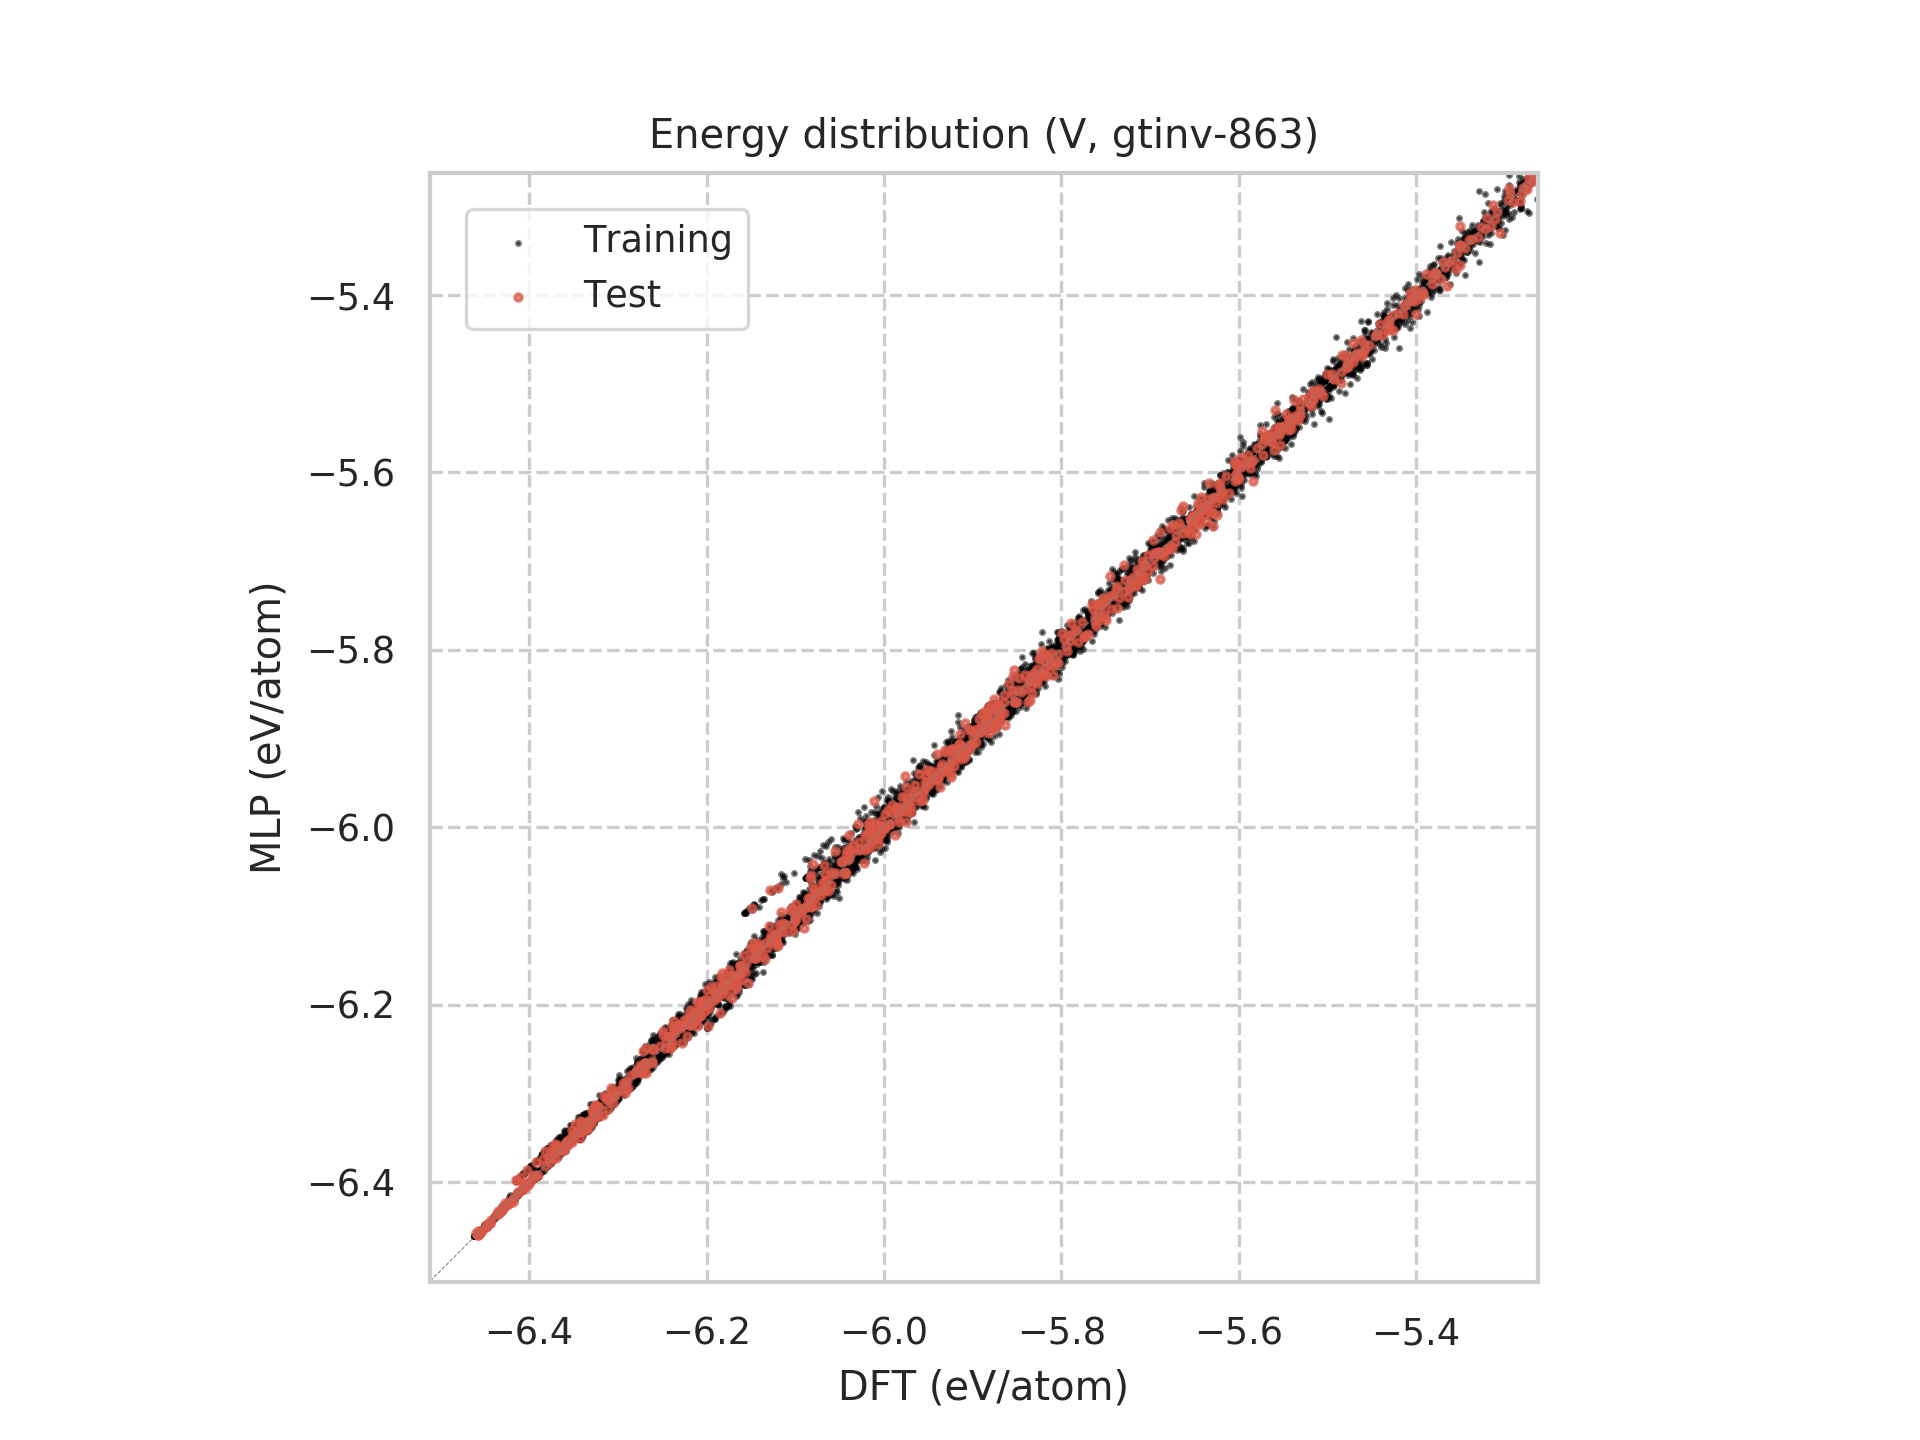 Energy distribution (V, gtinv-863)
Training
Test
MLP (eV/atom)
−5.4
−5.6
−5.8
−6.0
−6.2
−6.4
−6.4
−6.2
−6.0
−5.8
−5.6
−5.4
DFT (eV/atom)